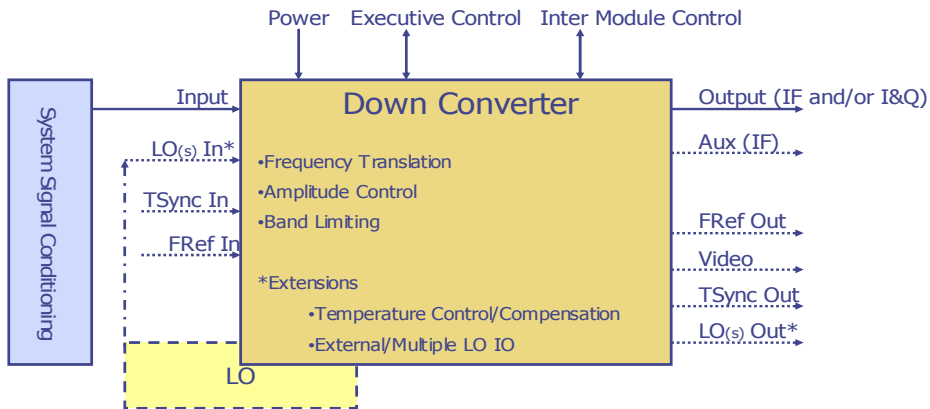 Power
Executive Control
Inter Module Control
System Signal Conditioning
Input
LO(s) In*
TSync In
FRef In
Down Converter
•Frequency Translation
•Amplitude Control
•Band Limiting
*Extensions
•Temperature Control/Compensation
•External/Multiple LO IO
LO
Output (IF and/or I&Q)
Aux (IF)
FRef Out
Video
TSync Out
LO(s) Out*